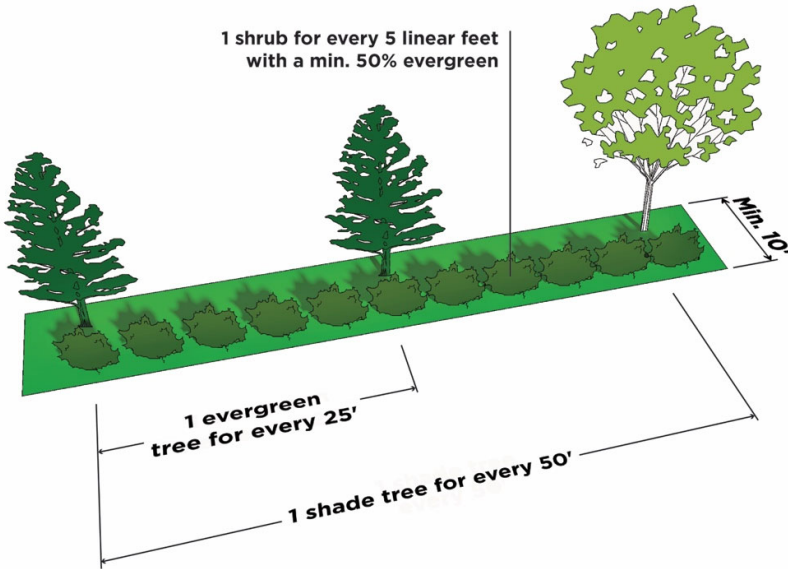 1 shrub for every 5 linear feet
with a min. 50% evergreen
Min. 10'
1 evergreen
tree for every 25'
1 shade tree for every 50'